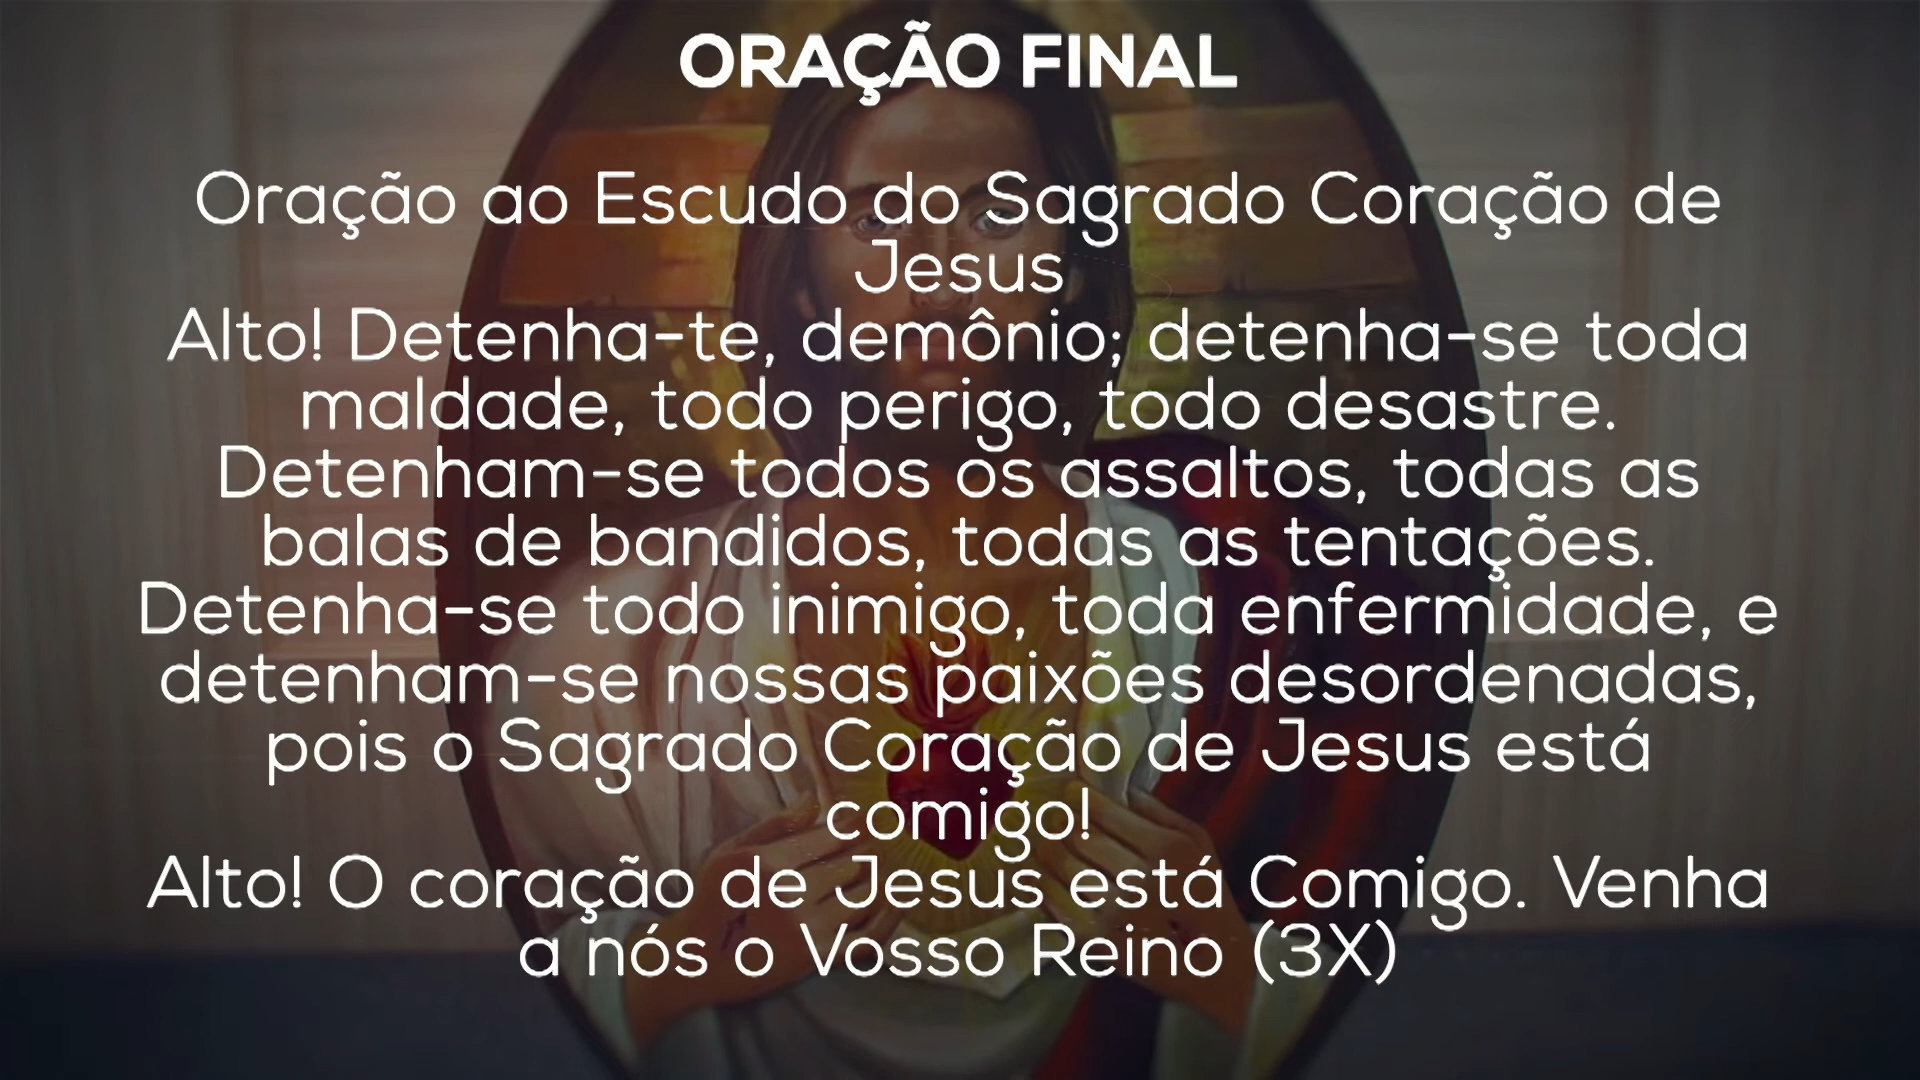 ORAÇÃO FINAL
Oração ao Escudo do Sagrado Coração de
Jesus
Alto! Detenha-te, demônio; detenha-se toda
maldade, todo perigo, todo desastre.
Detenham-se todos os assaltos, todas as
balas de bandidos, todas as tentações.
Detenha-se todo inimigo, toda enfermidade, e
detenham-se nossas paixões desordenadas,
pois o Sagrado Coração de Jesus está
comigo!
Alto! O coração de Jesus está Comigo. Venha
a nós o Vosso Reino (3X)